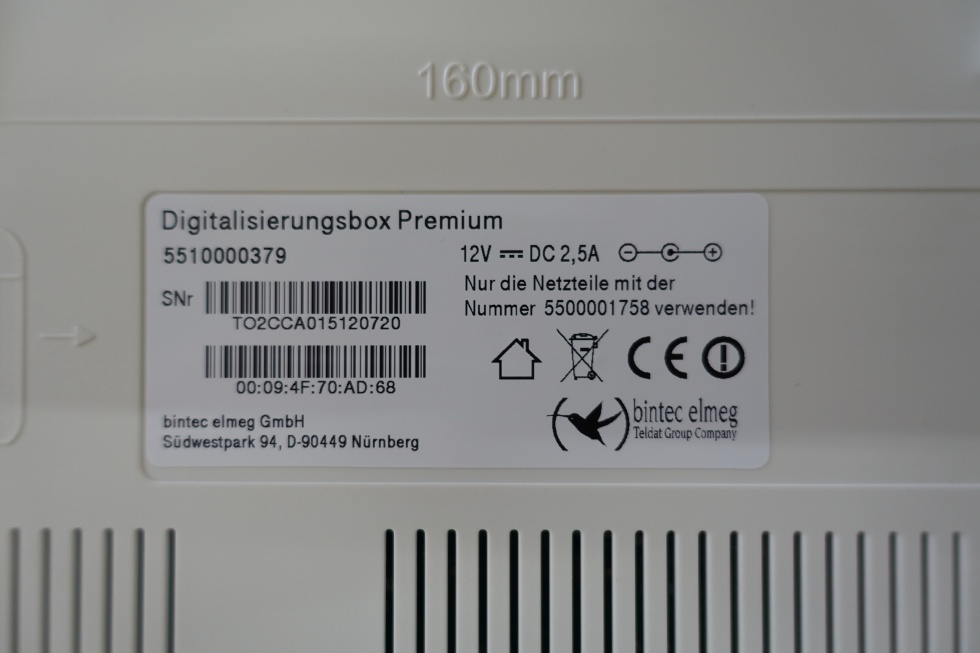 160mm
Digitalisierungsbox Premium
5510000379
12V DC 2,5A
Nur die Netzteile mit der
Nummer 5500001758 verwenden!
SNr
TO2CCA015120720
00:09:4F:70:AD:68
bintec elmeg GmbH
Südwestpark 94, D-90449 Nürnberg
CE
bintec elmeg
Teldat Group Company